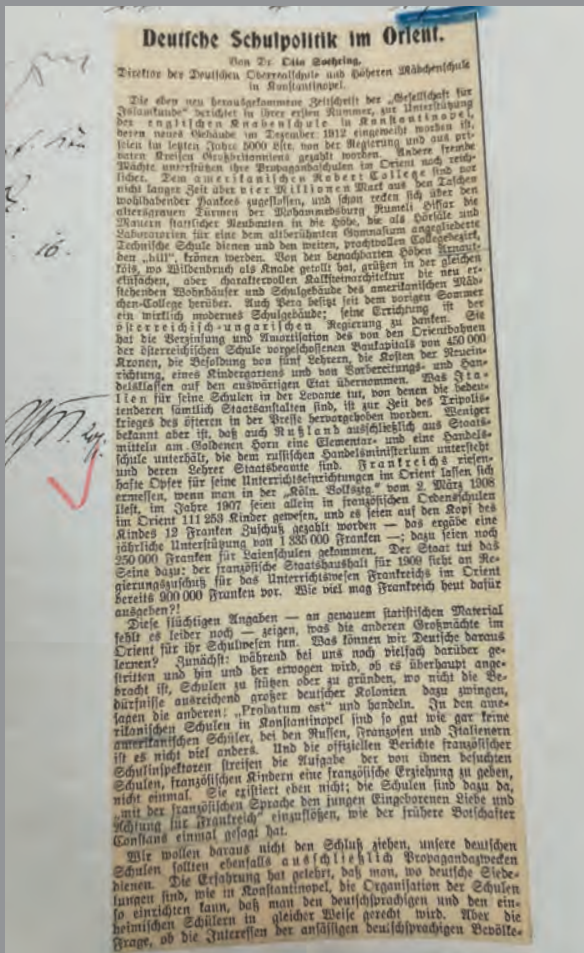 Deutsche Schulpolitik im Orient.
Von Dr. Otto Soehring.
Direktor der Deutschen Oberrealschule und Höheren Mädchenschule
in Konstantinopel.
Die eben neu herausgekommene Zeitschrift der „Gesellschaft für
Islamkunde" berichtet in ihrer ersten Nummer, zur Unterstützung
der englischen Knabenschule in Konstantinopel,
deren neues Gebäude im Dezember 1912 eingeweiht worden ist,
seien im letzten Jahre 5000 Lstr. von der Regierung und aus pri-
vaten Kreisen Großbritanniens gezahlt worden. Andere fremde
Mächte unterstützen ihre Propagandaschulen im Orient noch reich-
licher. Dem amerikanischen Robert College sind vor
nicht langer Zeit über vier Millionen Mark aus den Taschen
wohlhabender Yankees zugeflossen, und schon recken sich über den
altersgrauen Türmen der Mohammedsburg Rumeli Hissar die
Mauern stattlicher Neubauten in die Höhe, die als Hörsäle und
Laboratorien für eine dem altberühmten Gymnasium angegliederte
Technische Schule dienen und den weiten, prachtvollen Collegebezirk,
den „hill", krönen werden. Von den benachbarten Höhen Arnaut-
köis, wo Wildenbruch als Knabe getollt hat, grüßen in der gleichen
einfachen, aber charaktervollen Kalksteinarchitektur die neu er-
stehenden Wohnhäuser und Schulgebäude des amerikanischen Mäd-
chen-College herüber. Auch Pera besitzt seit dem vorigen Sommer
ein wirklich modernes Schulgebäude; seine Errichtung ist der
österreichisch-ungarischen Regierung zu danken. Sie
hat die Verzinsung und Amortisation des von den Orientbahnen
der österreichischen Schule vorgeschossenen Baukapitals von 450 000
Kronen, die Besoldung von fünf Lehrern, die Kosten der Neuein-
richtung, eines Kindergartens und von Vorbereitungs- und Han-
delsklassen auf den auswärtigen Etat übernommen. Was Ita-
lien für seine Schulen in der Levante tut, von denen die bedeu-
tenderen sämtlich Staatsanstalten sind, ist zur Zeit des Tripolis-
krieges des öfteren in der Presse hervorgehoben worden. Weniger
bekannt aber ist, daß auch Rußland ausschließlich aus Staats-
mitteln am Goldenen Horn eine Elementar- und eine Handels-
schule unterhält, die dem russischen Handelsministerium untersteht
und deren Lehrer Staatsbeamte sind. Frankreichs riesen-
hafte Opfer für seine Unterrichtseinrichtungen im Orient lassen sich
ermessen, wenn man in der „Köln. Volksztg." vom 2. März 1908
liest, im Jahre 1907 seien allein in französischen Ordensschulen
im Orient 111 253 Kinder gewesen, und es seien auf den Kopf des
Kindes 12 Franken Zuschuß gezahlt worden — das ergäbe eine
jährliche Unterstützung von 1 335 000 Franken —; dazu seien noch
250 000 Franken für Laienschulen gekommen. Der Staat tut das
Seine dazu: der französische Staatshaushalt für 1909 sieht an Re-
gierungszuschuß für das Unterrichtswesen Frankreichs im Orient
bereits 900 000 Franken vor. Wie viel mag Frankreich heut dafür
ausgeben?!
Diese flüchtigen Angaben — an genauem statistischen Material
fehlt es leider noch — zeigen, was die anderen Großmächte im
Orient für ihr Schulwesen tun. Was können wir Deutsche daraus
lernen? Zunächst: während bei uns noch vielfach darüber ge-
stritten und hin und her erwogen wird, ob es überhaupt ange-
bracht ist, Schulen zu stützen oder zu gründen, wo nicht die Be-
dürfnisse ausreichend großer deutscher Kolonien dazu zwingen,
sagen die anderen: „Probatum est" und handeln. In den ame-
rikanischen Schulen in Konstantinopel sind so gut wie gar keine
amerikanischen Schüler, bei den Russen, Franzosen und Italienern
ist es nicht viel anders. Und die offiziellen Berichte französischer
Schulinspektoren streifen die Aufgabe der von ihnen besuchten
Schulen, französischen Kindern eine französische Erziehung zu geben,
nicht einmal. Sie existiert eben nicht; die Schulen sind dazu da,
„mit der französischen Sprache den jungen Eingeborenen Liebe und
Achtung für Frankreich" einzuflößen, wie der frühere Botschafter
Constans einmal gesagt hat.
Wir wollen daraus nicht den Schluß ziehen, unsere deutschen
Schulen sollten ebenfalls ausschließlich Propagandazwecken
dienen. Die Erfahrung hat gelehrt, daß man, wo deutsche Siede-
lungen sind, wie in Konstantinopel, die Organisation der Schulen
so einrichten kann, daß man den deutschsprachigen und den ein-
heimischen Schülern in gleicher Weise gerecht wird. Aber die
Frage, ob die Interessen der ansässigen deutschsprachigen Bevölke-
16.